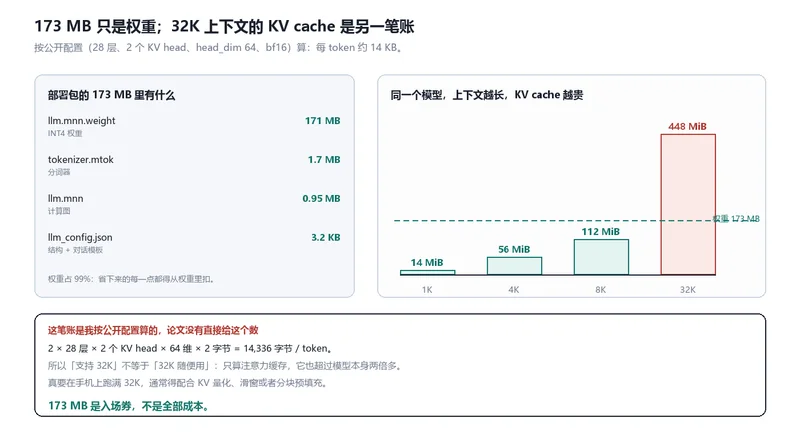 173 MB 只是权重；32K 上下文的 KV cache 是另一笔账
按公开配置（28 层、2 个 KV head、head_dim 64、bf16）算：每 token 约 14 KB。
部署包的 173 MB 里有什么
llm.mnn.weight 171 MB
INT4 权重
tokenizer.mtok 1.7 MB
分词器
llm.mnn 0.95 MB
计算图
llm_config.json 3.2 KB
结构 + 对话模板
权重占 99%：省下来的每一点都得从权重里抠。
同一个模型，上下文越长，KV cache 越贵
448 MiB
权重 173 MB
112 MiB
56 MiB
14 MiB
1K 4K 8K 32K
这笔账是我按公开配置算的，论文没有直接给这个数
2 × 28 层 × 2 个 KV head × 64 维 × 2 字节 = 14,336 字节 / token。
所以「支持 32K」不等于「32K 随便用」：只算注意力缓存，它也超过模型本身两倍多。
真要在手机上跑满 32K，通常得配合 KV 量化、滑窗或者分块预填充。
173 MB 是入场券，不是全部成本。